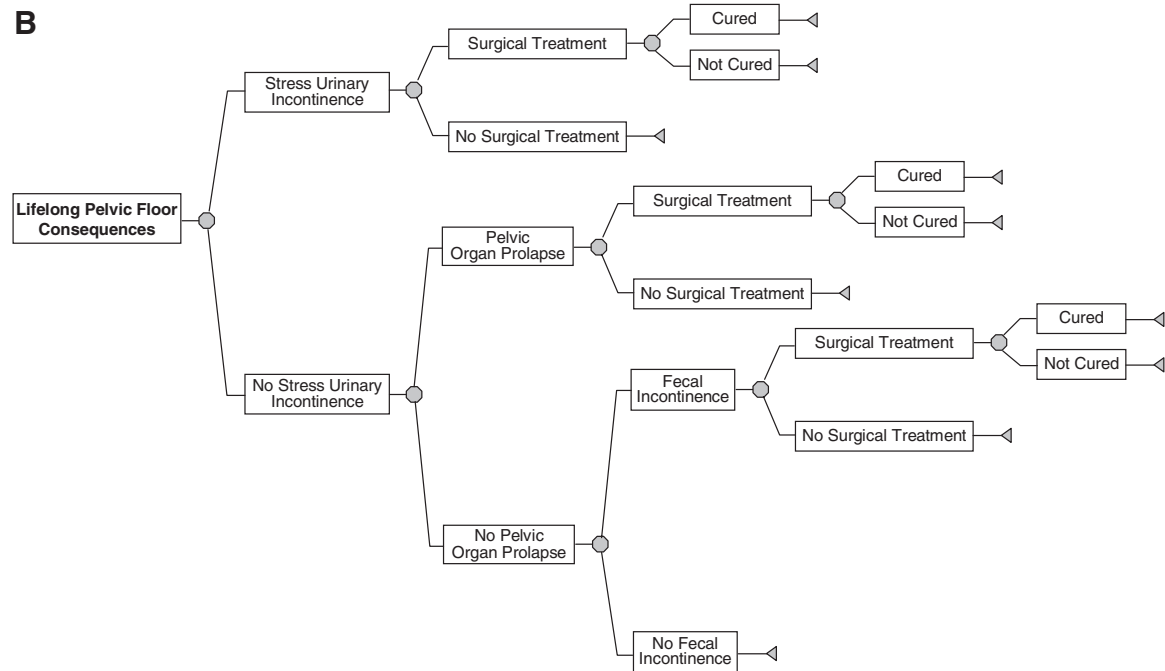 B
Cured
Surgical Treatment
Not Cured
Stress Urinary
Incontinence
No Surgical Treatment
Cured
Surgical Treatment
Not Cured
Lifelong Pelvic Floor
Consequences
Pelvic
Organ Prolapse
No Surgical Treatment
Cured
Surgical Treatment
Not Cured
No Stress Urinary
Incontinence
Fecal
Incontinence
No Surgical Treatment
No Pelvic
Organ Prolapse
No Fecal
Incontinence